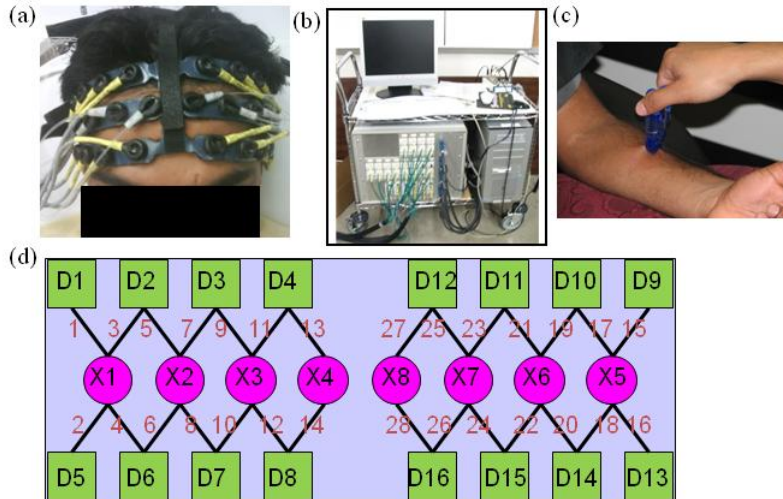 (a)
(b)
(c)
(d)
D1 D2 D3 D4 D12 D11 D10 D9
1 3 5 7 9 11 13 27 25 23 21 19 17 15
X1 X2 X3 X4 X8 X7 X6 X5
2 4 6 8 10 12 14 28 26 24 22 20 18 16
D5 D6 D7 D8 D16 D15 D14 D13